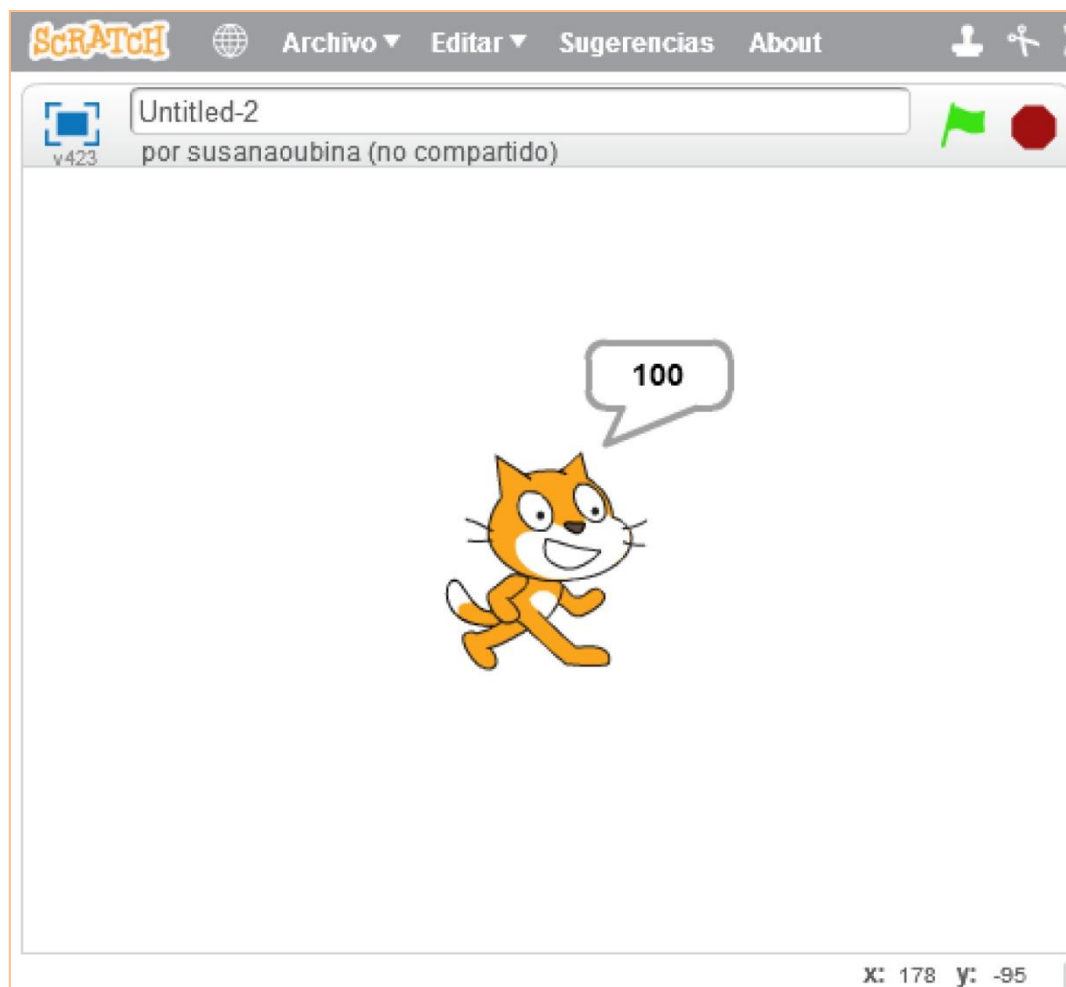 SCRATCH Archivo Editar Sugerencias About
Untitled-2
v423
por susanaoubina (no compartido)
100
x: 178 y: -95